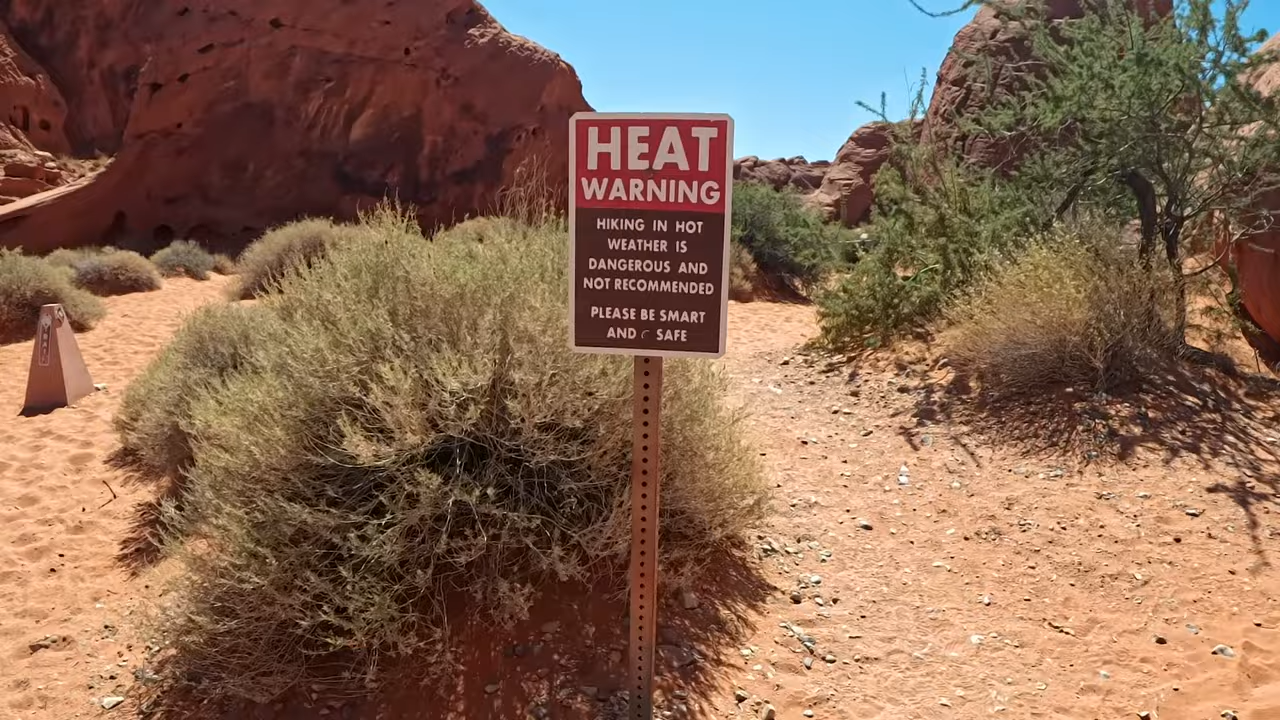 HEAT
WARNING
HIKING IN HOT
WEATHER IS
DANGEROUS AND
NOT RECOMMENDED
PLEASE BE SMART
AND SAFE